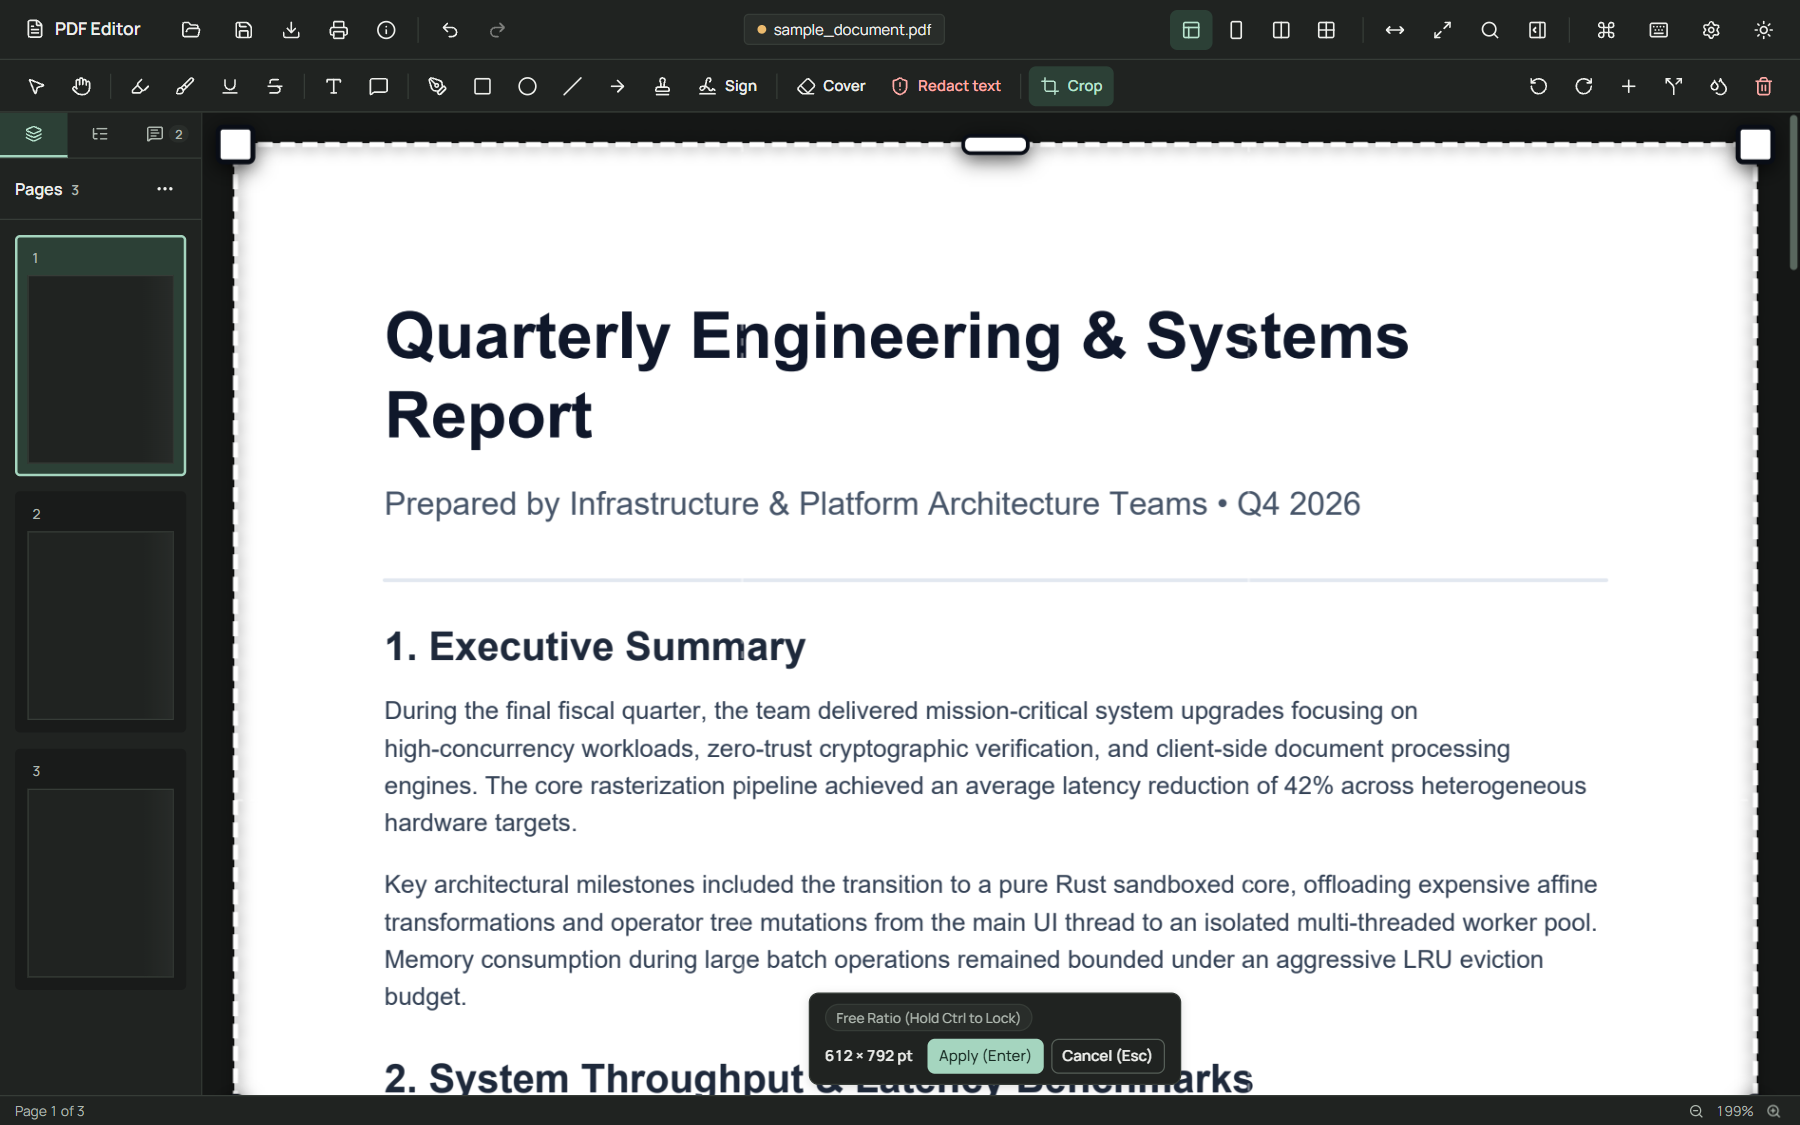 PDF Editor
sample_document.pdf
Sign
Cover
Redact text
Crop
2
Pages 3
1
2
3
Quarterly Engineering & Systems
Report
Prepared by Infrastructure & Platform Architecture Teams • Q4 2026
1. Executive Summary
During the final fiscal quarter, the team delivered mission-critical system upgrades focusing on
high-concurrency workloads, zero-trust cryptographic verification, and client-side document processing
engines. The core rasterization pipeline achieved an average latency reduction of 42% across heterogeneous
hardware targets.
Key architectural milestones included the transition to a pure Rust sandboxed core, offloading expensive affine
transformations and operator tree mutations from the main UI thread to an isolated multi-threaded worker pool.
Memory consumption during large batch operations remained bounded under an aggressive LRU eviction
budget.
2. System Throughput & Latency Benchmarks
Free Ratio (Hold Ctrl to Lock)
612 × 792 pt
Apply (Enter)
Cancel (Esc)
Page 1 of 3
199%